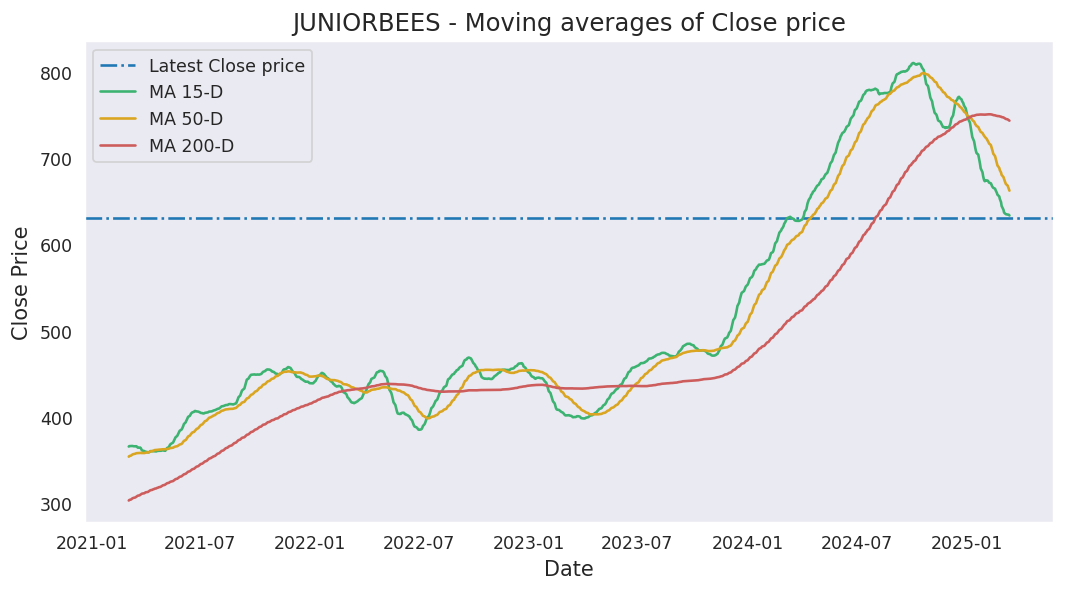 JUNIORBEES - Moving averages of Close price
Latest Close price
MA 15-D
MA 50-D
MA 200-D
Close Price
800
700
600
500
400
300
2021-01 2021-07 2022-01 2022-07 2023-01 2023-07 2024-01 2024-07 2025-01
Date